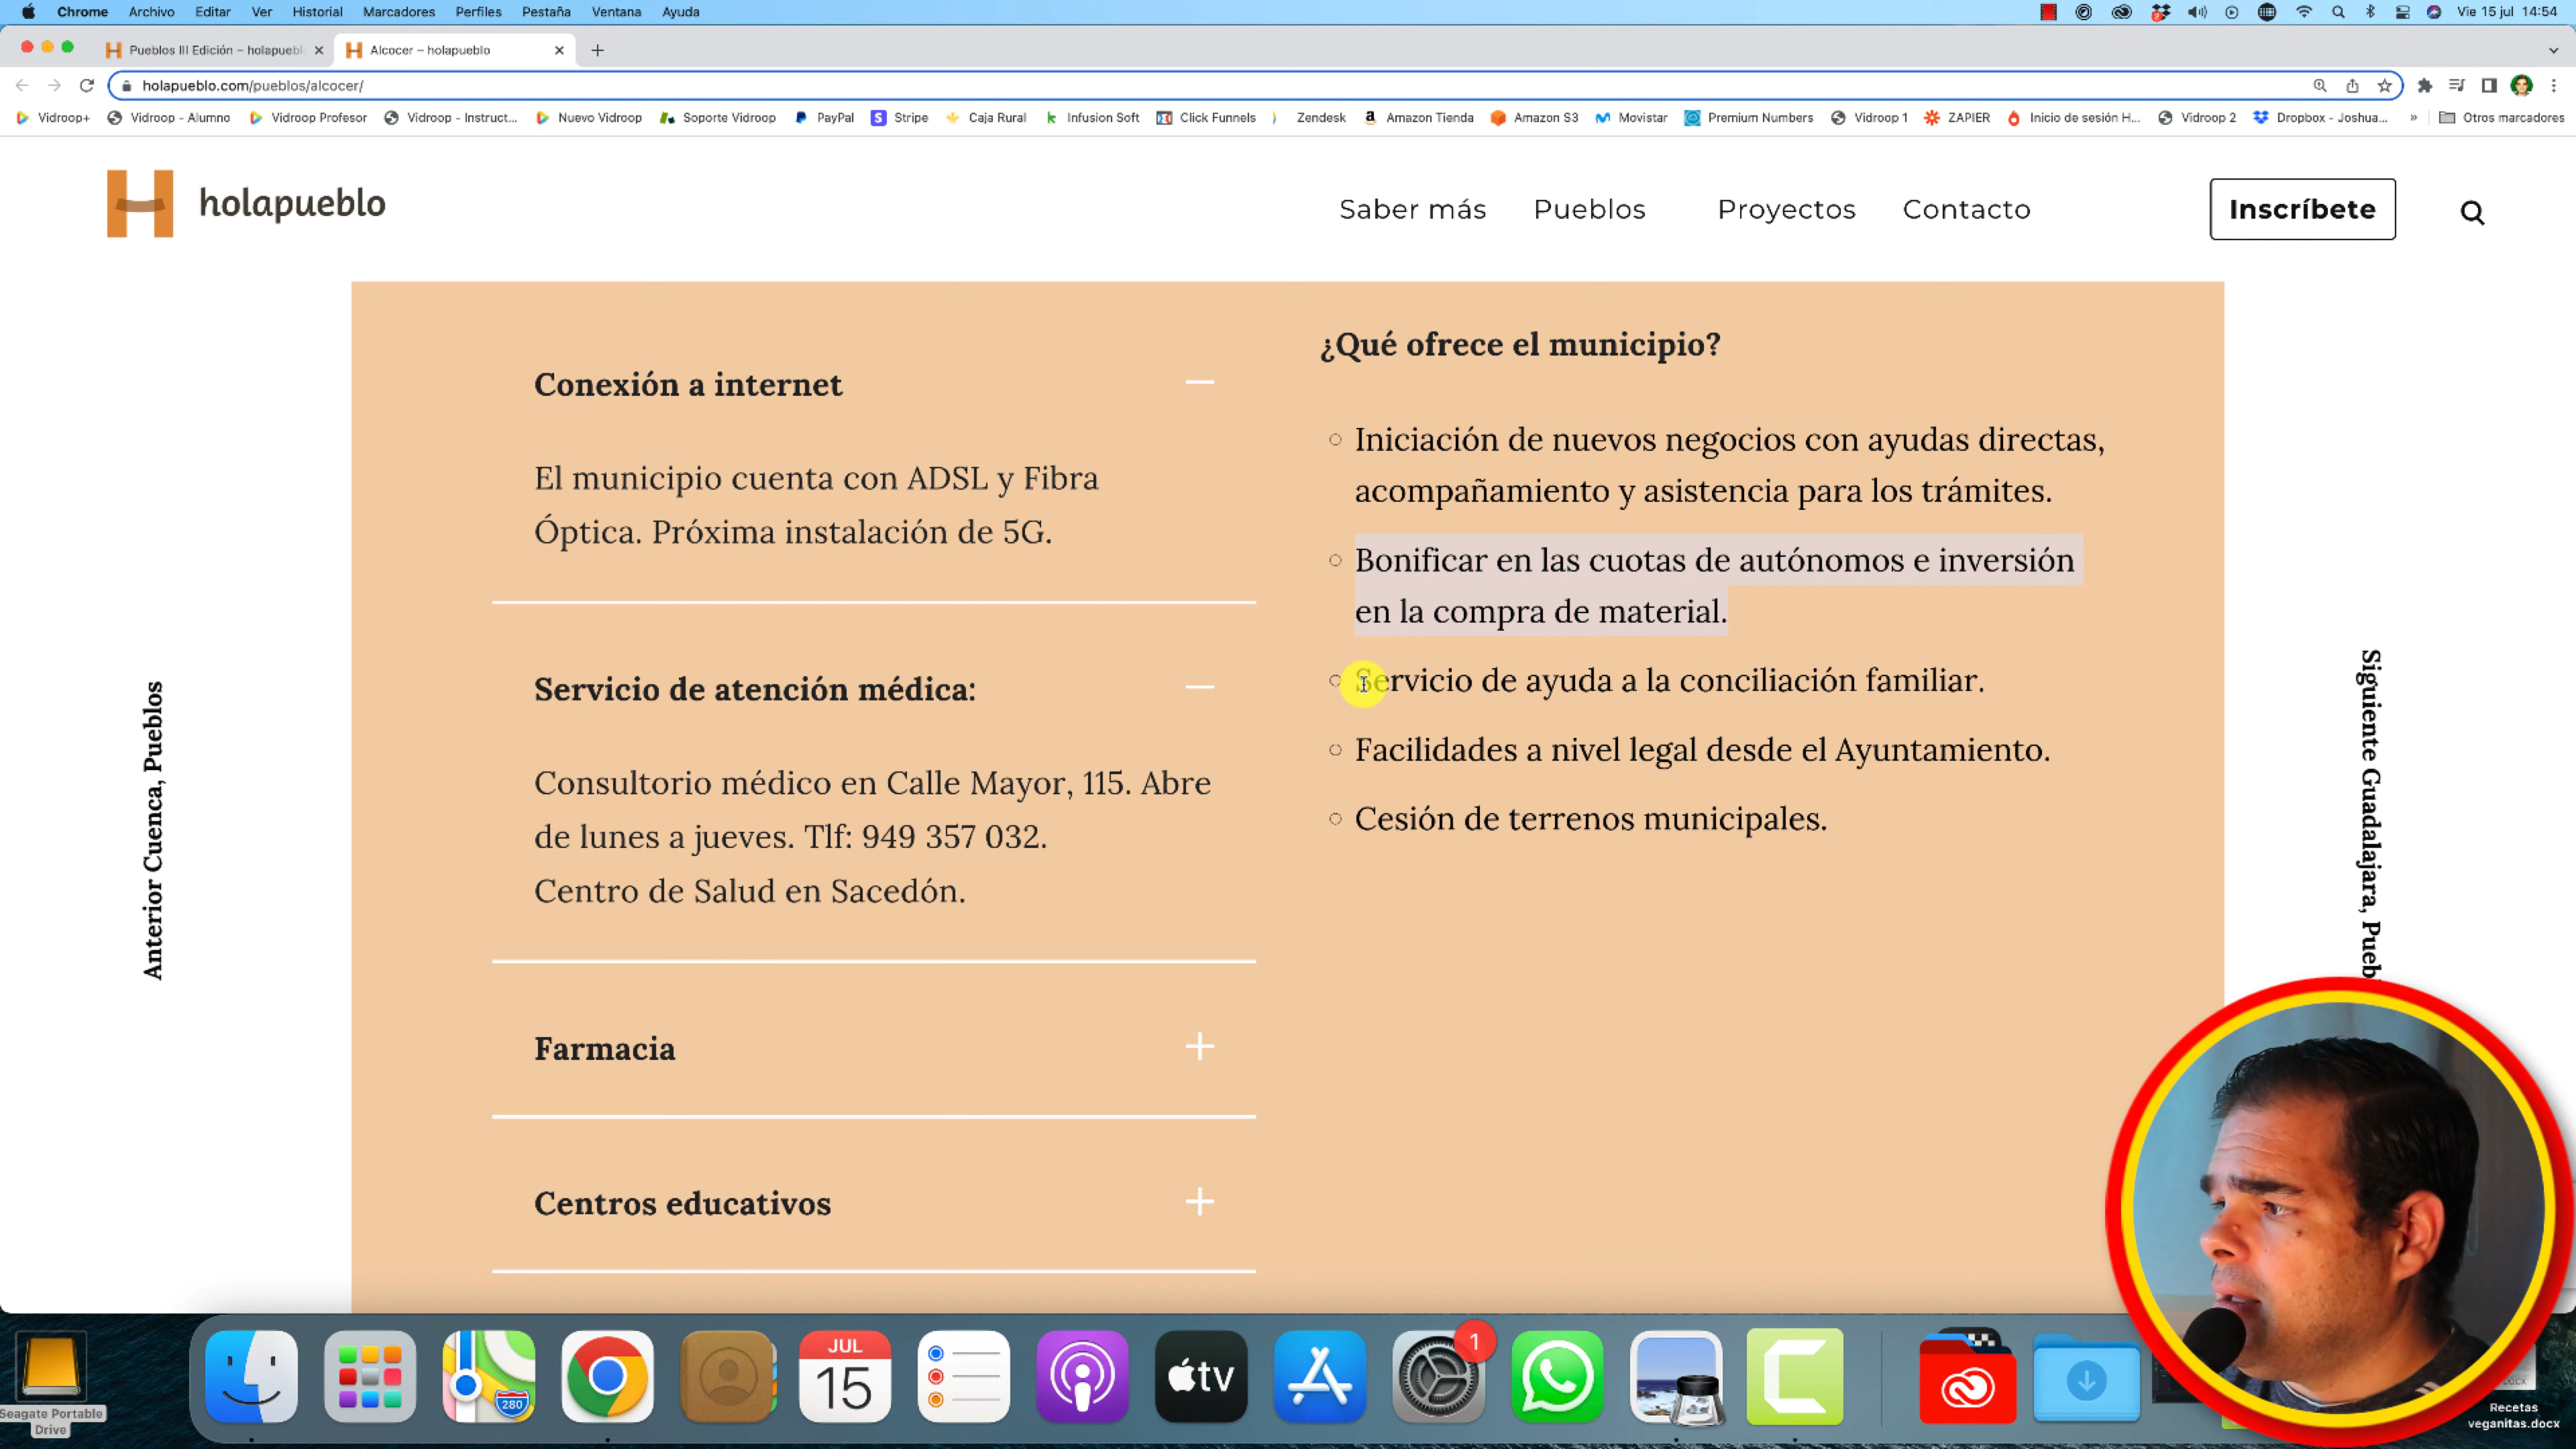 Chrome Archivo Editar Ver Historial Marcadores Perfiles Pestaña Ventana Ayuda
Vie 15 jul 14:54
Pueblos III Edición – holapuebl
Alcocer – holapueblo
holapueblo.com/pueblos/alcocer/
Vidroop+ Vidroop - Alumno Vidroop Profesor Vidroop - Instruct... Nuevo Vidroop Soporte Vidroop PayPal Stripe Caja Rural Infusion Soft Click Funnels Zendesk Amazon Tienda Amazon S3 Movistar Premium Numbers Vidroop 1 ZAPIER Inicio de sesión H... Vidroop 2 Dropbox - Joshua... » Otros marcadores
holapueblo
Saber más Pueblos Proyectos Contacto Inscríbete
Conexión a internet
El municipio cuenta con ADSL y Fibra
Óptica. Próxima instalación de 5G.
Servicio de atención médica:
Consultorio médico en Calle Mayor, 115. Abre
de lunes a jueves. Tlf: 949 357 032.
Centro de Salud en Sacedón.
Farmacia
Centros educativos
¿Qué ofrece el municipio?
Iniciación de nuevos negocios con ayudas directas,
acompañamiento y asistencia para los trámites.
Bonificar en las cuotas de autónomos e inversión
en la compra de material.
Servicio de ayuda a la conciliación familiar.
Facilidades a nivel legal desde el Ayuntamiento.
Cesión de terrenos municipales.
Anterior Cuenca, Pueblos
Siguiente Guadalajara, Pueb
Seagate Portable
Drive
280
JUL
15
tv
1
Recetas
veganitas.docx